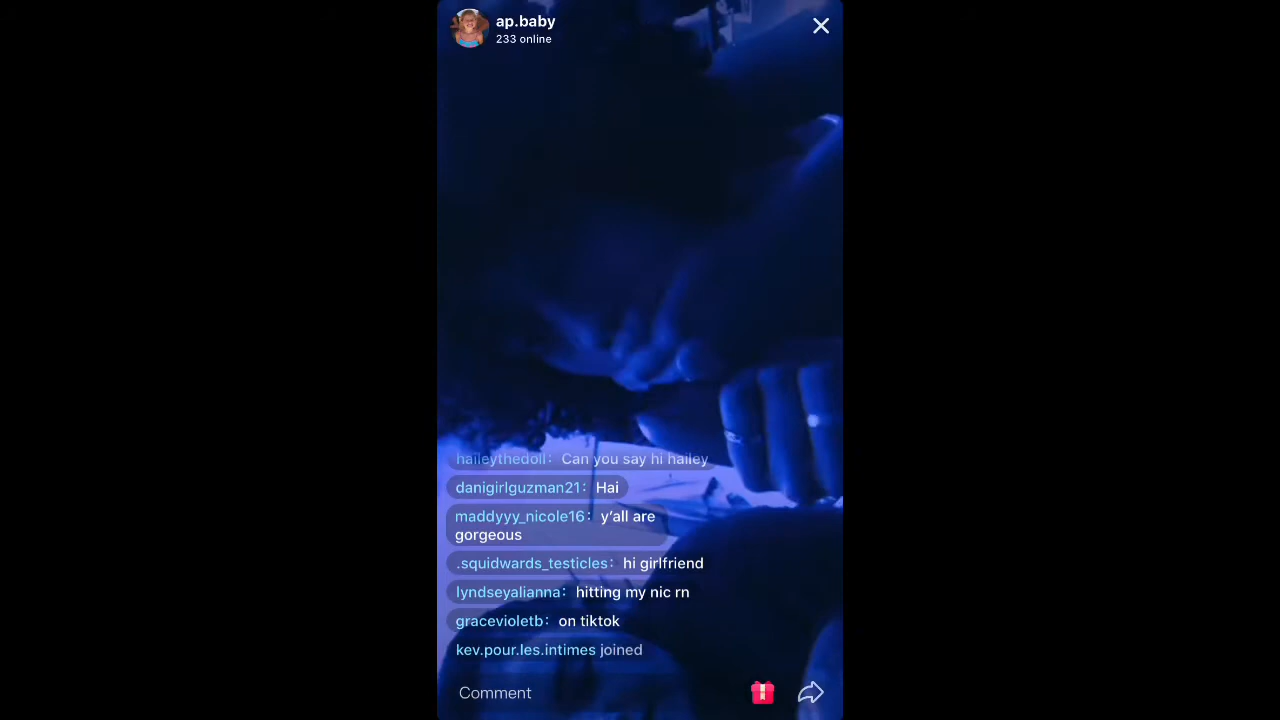 ap.baby
233 online
haileythedoll: Can you say hi hailey
danigirlguzman21: Hai
maddyyy_nicole16: y’all are
gorgeous
.squidwards_testicles: hi girlfriend
lyndseyalianna: hitting my nic rn
gracevioletb: on tiktok
kev.pour.les.intimes joined
Comment